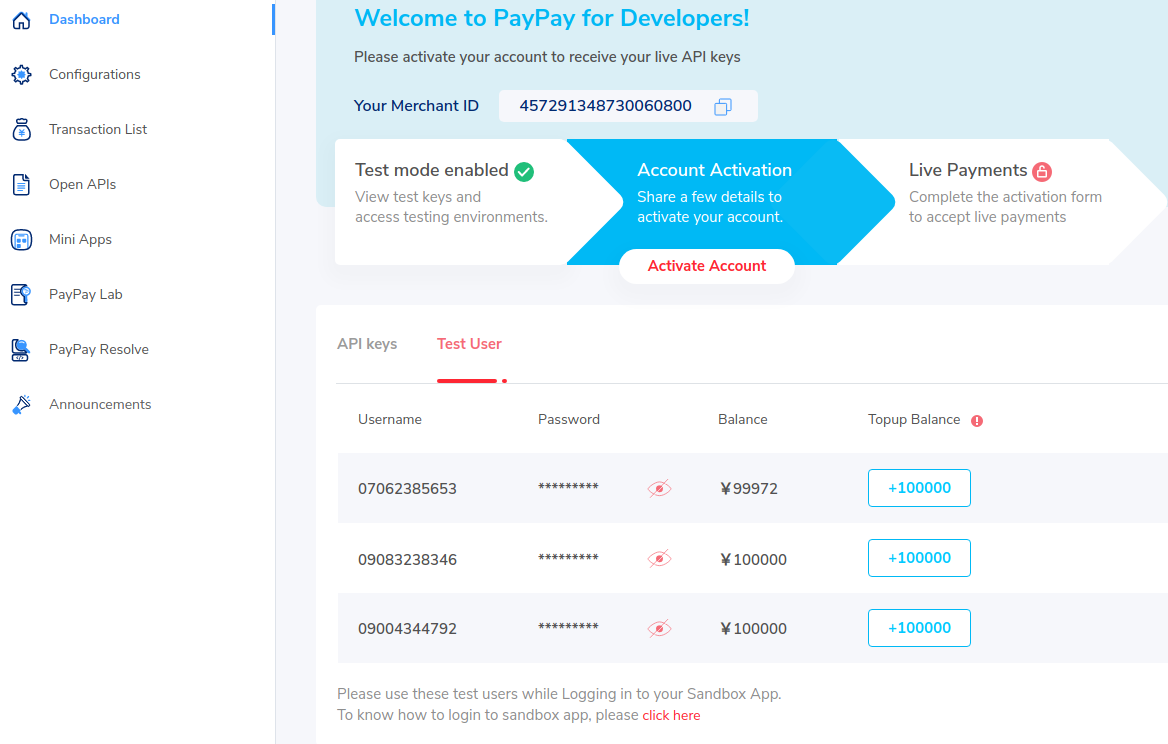 Dashboard
Configurations
Transaction List
Open APIs
Mini Apps
PayPay Lab
PayPay Resolve
Announcements
Welcome to PayPay for Developers!
Please activate your account to receive your live API keys
Your Merchant ID 457291348730060800
Test mode enabled
View test keys and
access testing environments.
Account Activation
Share a few details to
activate your account.
Activate Account
Live Payments
Complete the activation form
to accept live payments
API keys Test User
Username Password Balance Topup Balance
07062385653 ********* ¥99972 +100000
09083238346 ********* ¥100000 +100000
09004344792 ********* ¥100000 +100000
Please use these test users while Logging in to your Sandbox App.
To know how to login to sandbox app, please click here